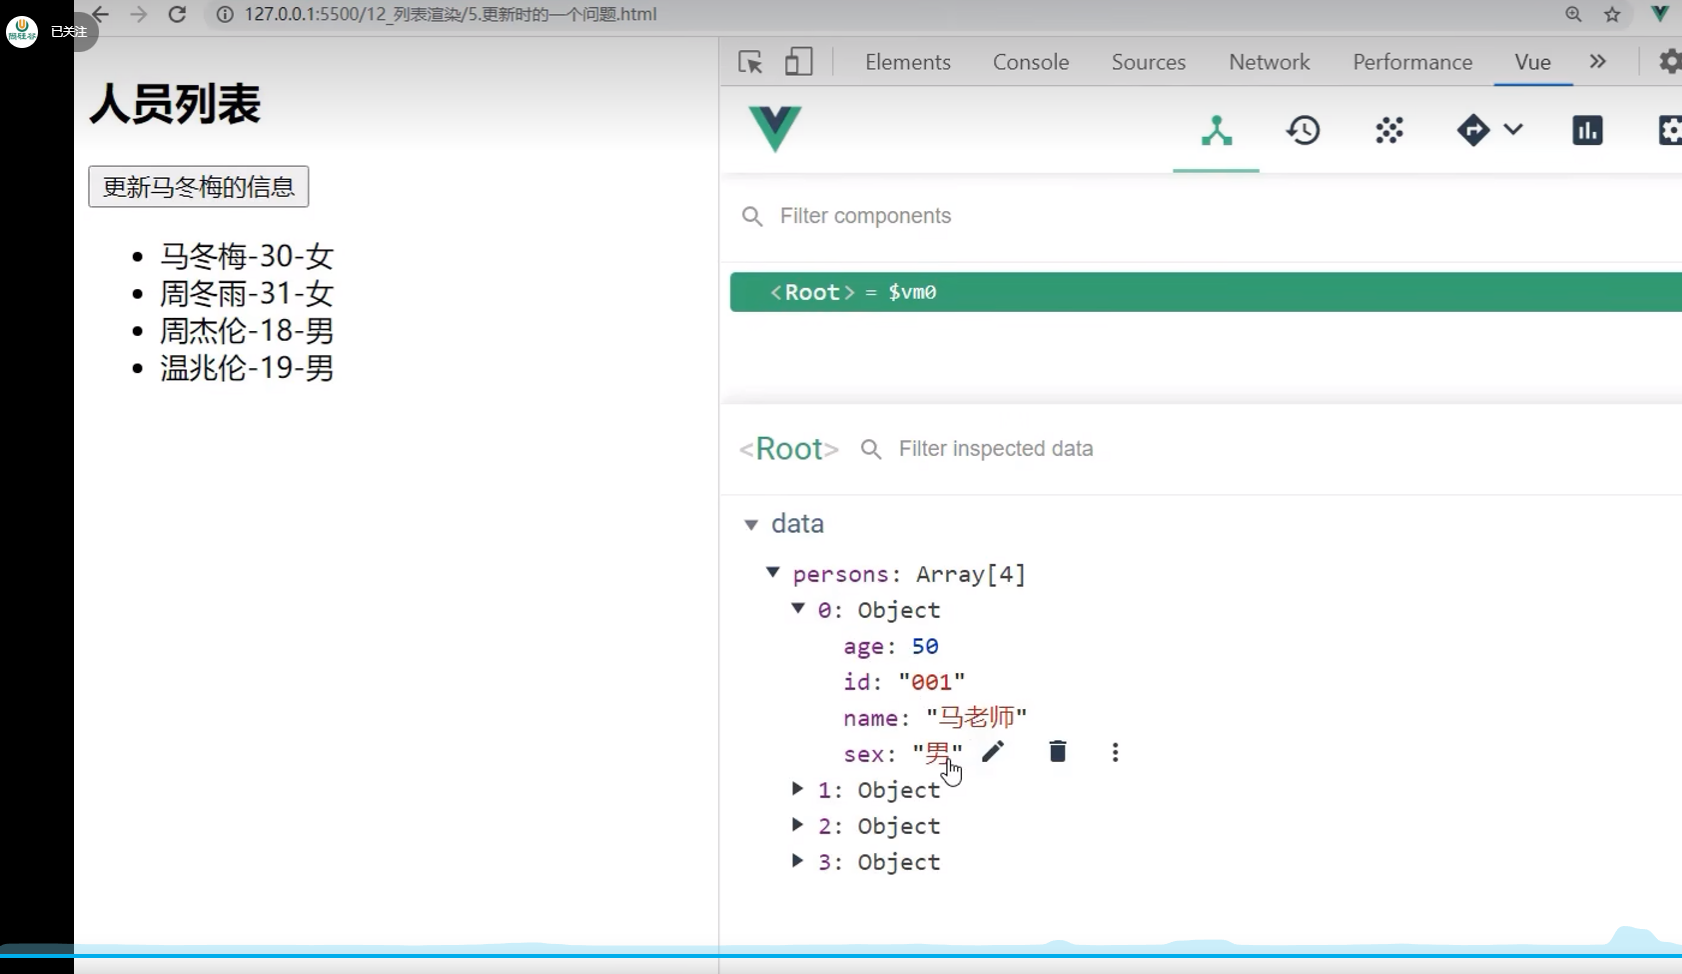 已关注
127.0.0.1:5500/12_列表渲染/5.更新时的一个问题.html
人员列表
更新马冬梅的信息
马冬梅-30-女
周冬雨-31-女
周杰伦-18-男
温兆伦-19-男
Elements Console Sources Network Performance Vue »
Filter components
<Root> = $vm0
<Root> Filter inspected data
data
persons: Array[4]
0: Object
age: 50
id: "001"
name: "马老师"
sex: "男"
1: Object
2: Object
3: Object